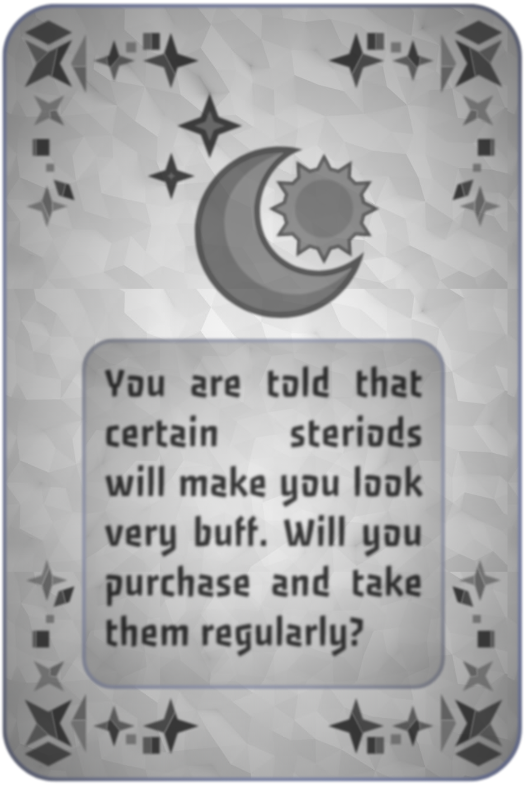 You are told that
certain steriods
will make you look
very buff. Will you
purchase and take
them regularly?